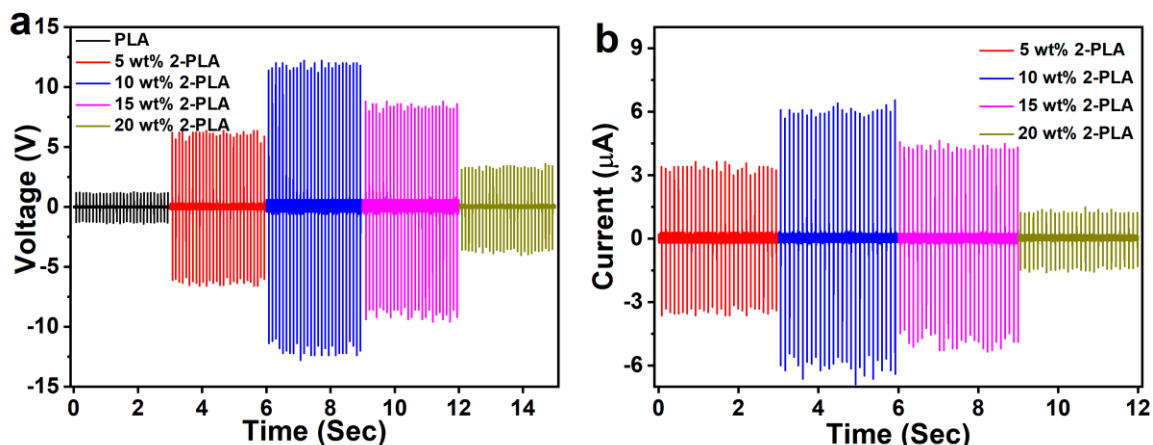 a
PLA
5 wt% 2-PLA
10 wt% 2-PLA
15 wt% 2-PLA
20 wt% 2-PLA
Voltage (V)
15
10
5
0
-5
-10
-15
0 2 4 6 8 10 12 14
Time (Sec)
b
5 wt% 2-PLA
10 wt% 2-PLA
15 wt% 2-PLA
20 wt% 2-PLA
Current (μA)
9
6
3
0
-3
-6
0 2 4 6 8 10 12
Time (Sec)